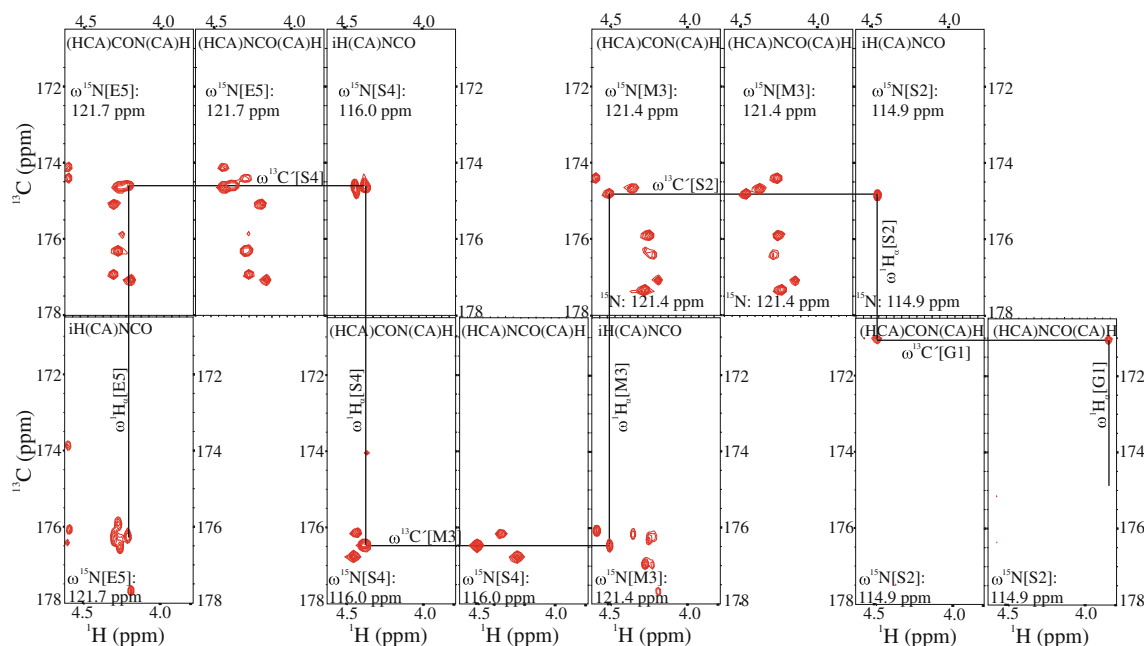 4.5 4.0 4.5 4.0 4.5 4.0 4.5 4.0
(HCA)CON(CA)H (HCA)NCO(CA)H iH(CA)NCO (HCA)CON(CA)H (HCA)NCO(CA)H iH(CA)NCO
ω¹⁵N[E5]: ω¹⁵N[E5]: ω¹⁵N[S4]: ω¹⁵N[M3]: ω¹⁵N[M3]: ω¹⁵N[S2]:
121.7 ppm 121.7 ppm 116.0 ppm 121.4 ppm 121.4 ppm 114.9 ppm
172 172 172 172
174 174 174 174
176 176 176 176
178 178 178 178
¹³C (ppm)
ω¹³C´[S4] ω¹³C´[S2]
ω¹Hα[S2]
¹⁵N: 121.4 ppm ¹⁵N: 121.4 ppm ¹⁵N: 114.9 ppm
iH(CA)NCO (HCA)CON(CA)H (HCA)NCO(CA)H iH(CA)NCO (HCA)CON(CA)H (HCA)NCO(CA)H
ω¹³C´[G1]
ω¹Hα[E5] ω¹Hα[S4] ω¹Hα[M3] ω¹Hα[G1]
172 172 172 172
174 174 174 174
176 176 176 176
178 178 178 178
¹³C (ppm)
ω¹³C´[M3]
ω¹⁵N[E5]: ω¹⁵N[S4]: ω¹⁵N[S4]: ω¹⁵N[M3]: ω¹⁵N[S2]: ω¹⁵N[S2]:
121.7 ppm 116.0 ppm 116.0 ppm 121.4 ppm 114.9 ppm 114.9 ppm
4.5 4.0 4.5 4.0 4.5 4.0 4.5 4.0 4.5 4.0 4.5 4.0
¹H (ppm) ¹H (ppm) ¹H (ppm) ¹H (ppm) ¹H (ppm) ¹H (ppm)